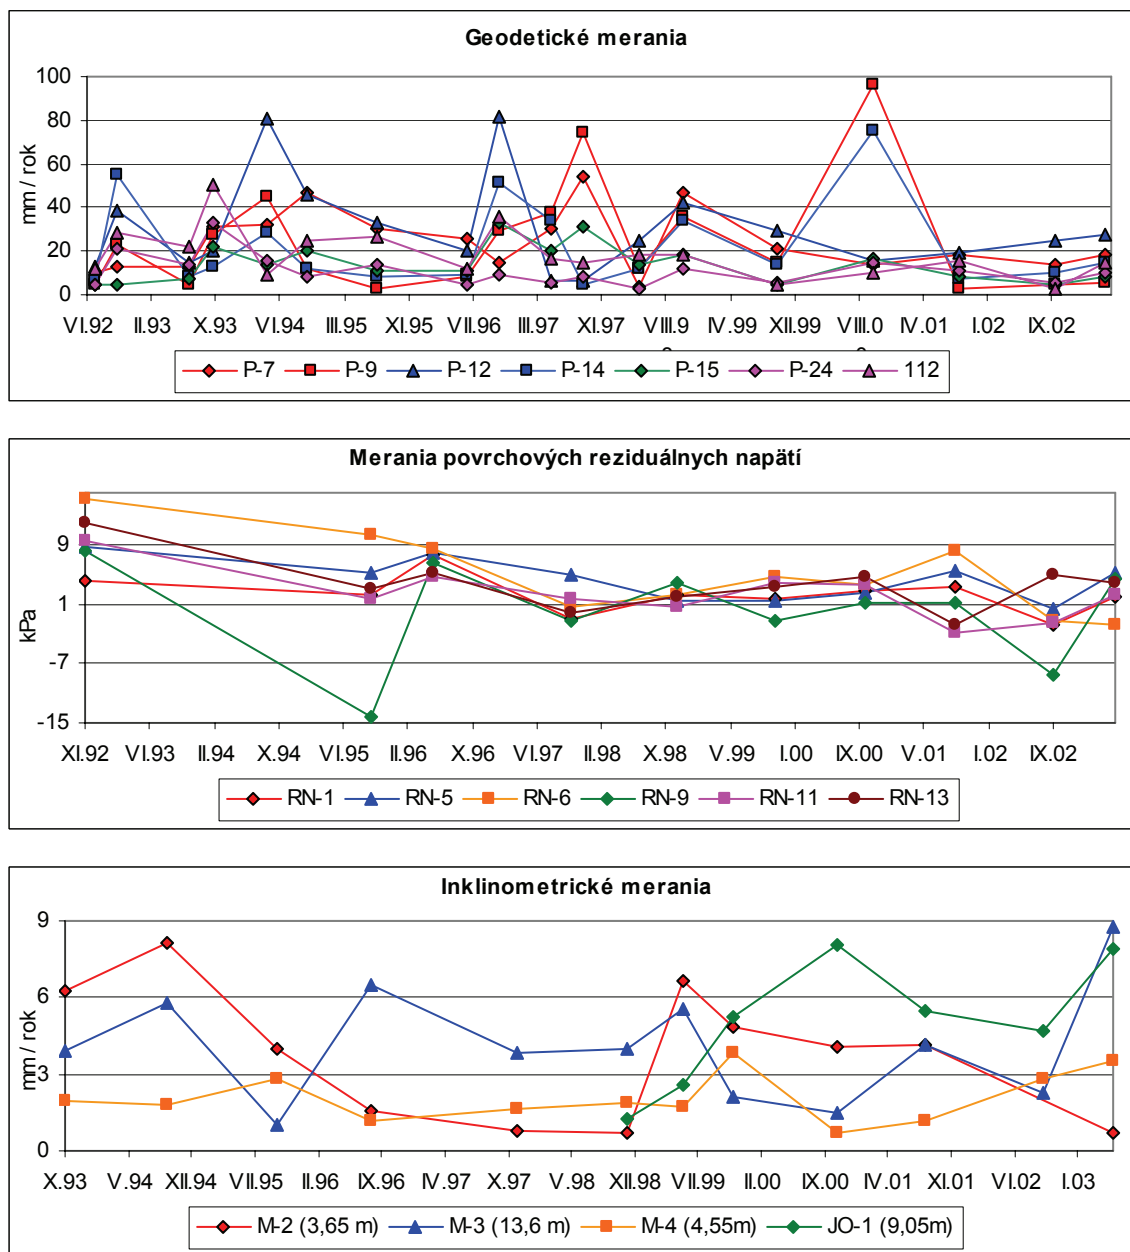 Geodetické merania
100
80
60
40
20
0
mm / rok
VI.92 II.93 X.93 VI.94 III.95 XI.95 VII.96 III.97 XI.97 VIII.9 IV.99 XII.99 VIII.0 IV.01 I.02 IX.02
P-7 P-9 P-12 P-14 P-15 P-24 112
Merania povrchových reziduálnych napätí
9
1
-7
-15
kPa
XI.92 VI.93 II.94 X.94 VI.95 II.96 X.96 VI.97 II.98 X.98 V.99 I.00 IX.00 V.01 I.02 IX.02
RN-1 RN-5 RN-6 RN-9 RN-11 RN-13
Inklinometrické merania
9
6
3
0
mm / rok
X.93 V.94 XII.94 VII.95 II.96 IX.96 IV.97 X.97 V.98 XII.98 VII.99 II.00 IX.00 IV.01 XI.01 VI.02 I.03
M-2 (3,65 m) M-3 (13,6 m) M-4 (4,55m) JO-1 (9,05m)